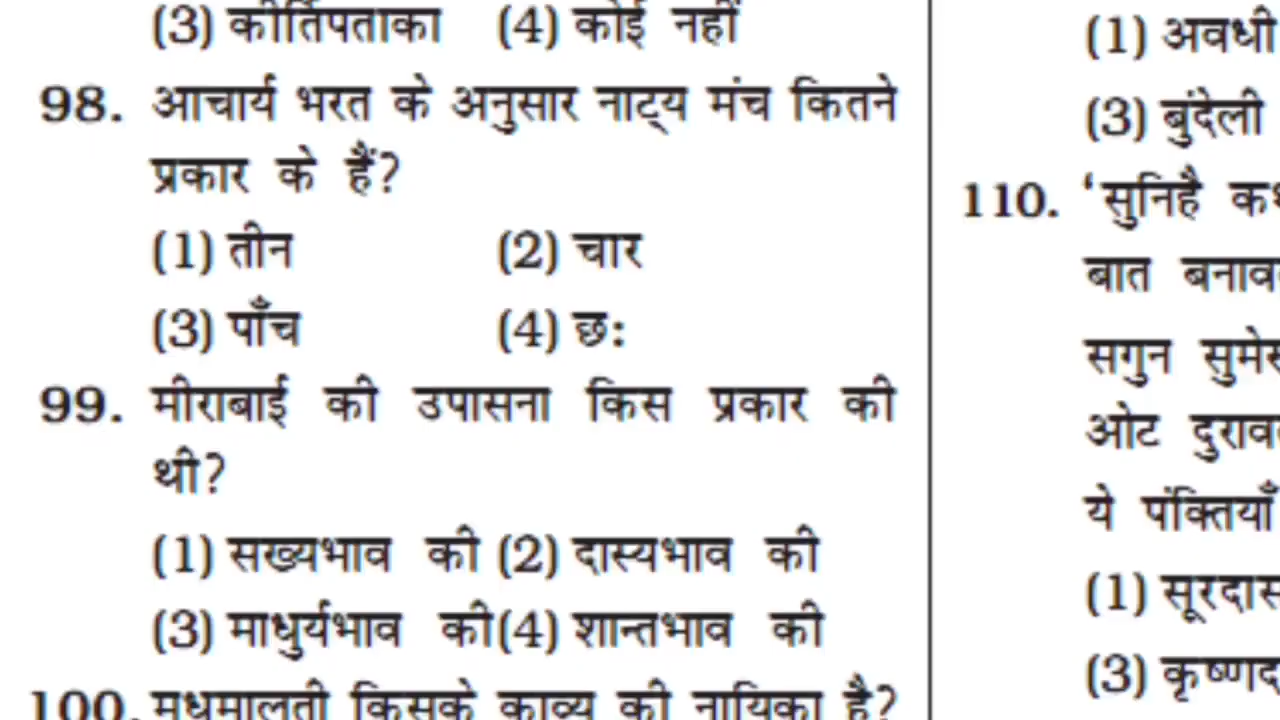 (3) कीर्तिपताका (4) कोई नहीं
98. आचार्य भरत के अनुसार नाट्य मंच कितने
प्रकार के हैं?
(1) तीन (2) चार
(3) पाँच (4) छः
99. मीराबाई की उपासना किस प्रकार की
थी?
(1) सख्यभाव की (2) दास्यभाव की
(3) माधुर्यभाव की (4) शान्तभाव की
100. मधुमालती किसके काव्य की नायिका है?
(1) अवधी
(3) बुंदेली
110. ‘सुनिहै
बात
सगुन
ओट
ये पंक्तियाँ
(1) सूरदास
(3)